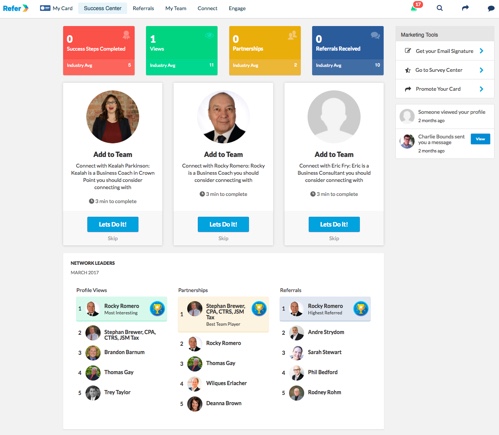 Refer
My Card
Success Center
Referrals
My Team
Connect
Engage
57
0
Success Steps Completed
Industry Avg 8
1
Views
Industry Avg 11
0
Partnerships
Industry Avg 2
0
Referrals Received
Industry Avg 10
Marketing Tools
Get your Email Signature
Go to Survey Center
Promote Your Card
Someone viewed your profile
2 months ago
Charlie Bounds sent
you a message
2 months ago
View
Add to Team
Connect with Kealah Parkinson:
Kealah is a Business Coach in Crown
Point you should consider
connecting with
3 min to complete
Lets Do It!
Skip
Add to Team
Connect with Rocky Romero: Rocky
is a Business Coach you should
consider connecting with
3 min to complete
Lets Do It!
Skip
Add to Team
Connect with Eric Fry: Eric is a
Business Consultant you should
consider connecting with
3 min to complete
Lets Do It!
Skip
NETWORK LEADERS
MARCH 2017
Profile Views
1 Rocky Romero
Most Interesting
2 Stephan Brewer, CPA,
CTRS, JSM Tax
3 Brandon Barnum
4 Thomas Gay
5 Trey Taylor
Partnerships
1 Stephan Brewer,
CPA, CTRS, JSM
Tax
Best Team Player
2 Rocky Romero
3 Thomas Gay
4 Wilques Erlacher
5 Deanna Brown
Referrals
1 Rocky Romero
Highest Referred
2 Andre Strydom
3 Sarah Stewart
4 Phil Bedford
5 Rodney Rohm